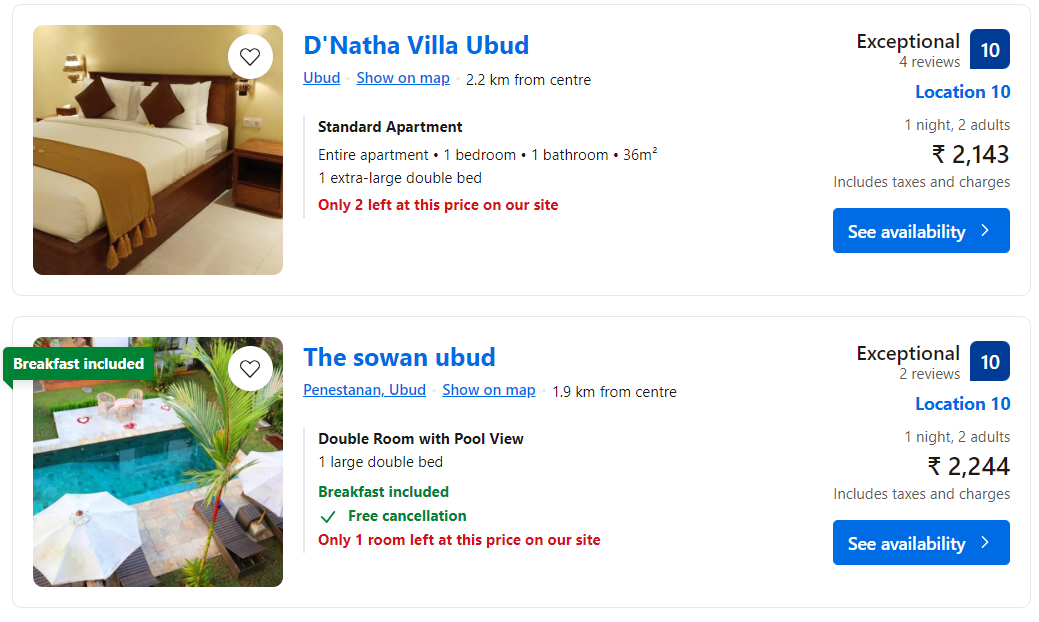 D'Natha Villa Ubud
Ubud · Show on map · 2.2 km from centre
Standard Apartment
Entire apartment • 1 bedroom • 1 bathroom • 36m²
1 extra-large double bed
Only 2 left at this price on our site
Exceptional
4 reviews
10
Location 10
1 night, 2 adults
₹ 2,143
Includes taxes and charges
See availability
Breakfast included
The sowan ubud
Penestanan, Ubud · Show on map · 1.9 km from centre
Double Room with Pool View
1 large double bed
Breakfast included
Free cancellation
Only 1 room left at this price on our site
Exceptional
2 reviews
10
Location 10
1 night, 2 adults
₹ 2,244
Includes taxes and charges
See availability